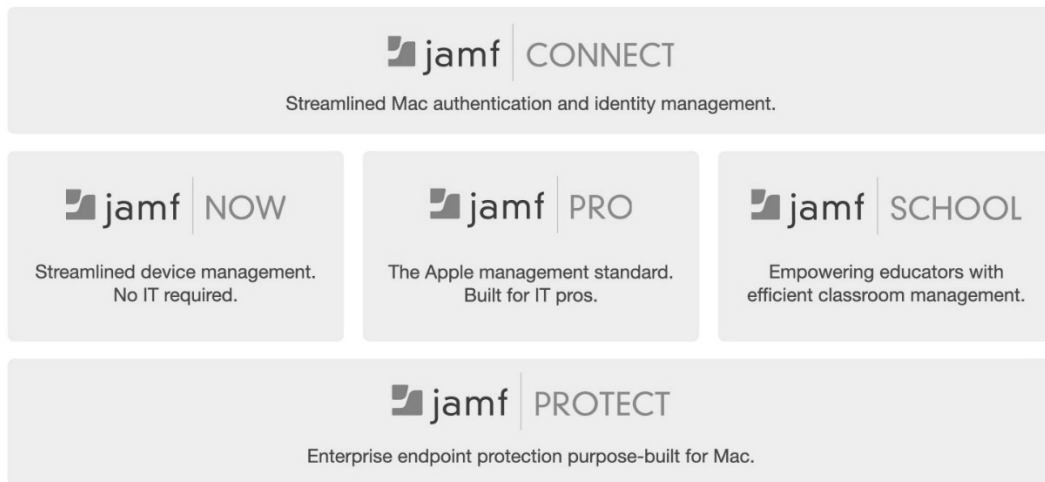 jamf CONNECT
Streamlined Mac authentication and identity management.
jamf NOW
Streamlined device management.
No IT required.
jamf PRO
The Apple management standard.
Built for IT pros.
jamf SCHOOL
Empowering educators with
efficient classroom management.
jamf PROTECT
Enterprise endpoint protection purpose-built for Mac.